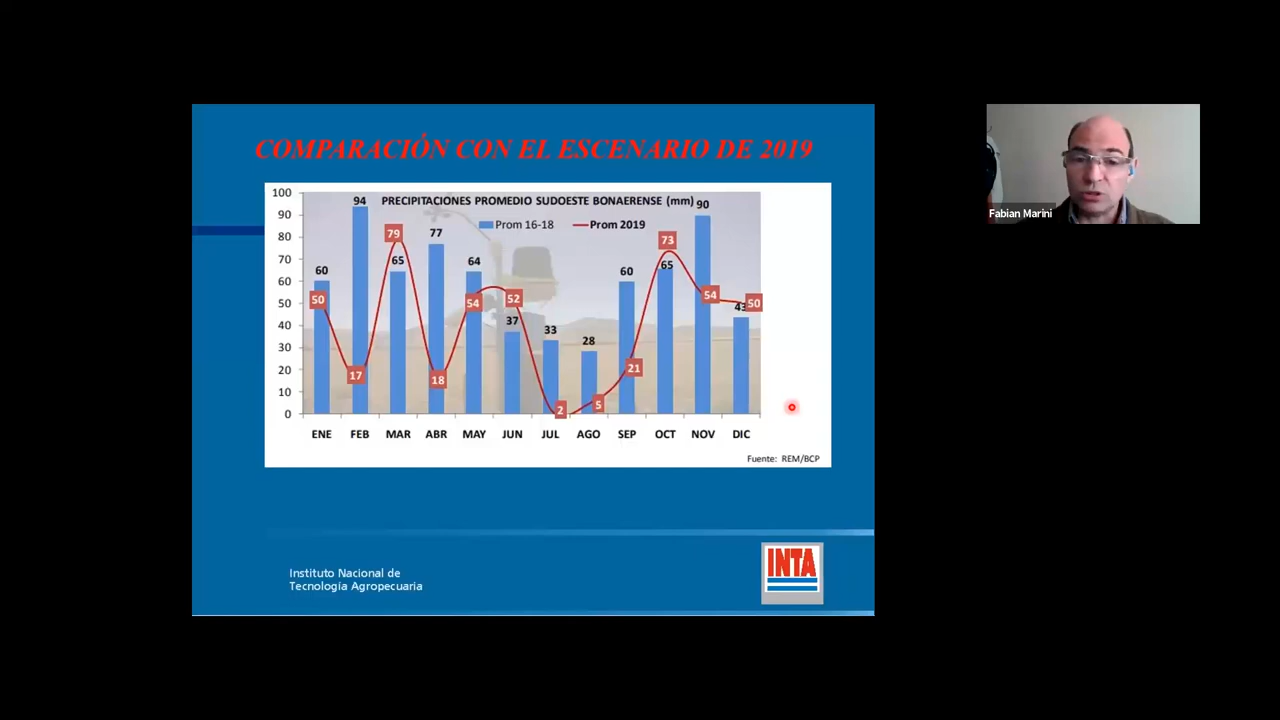 COMPARACIÓN CON EL ESCENARIO DE 2019
PRECIPITACIONES PROMEDIO SUDOESTE BONAERENSE (mm)
Prom 16-18 Prom 2019
100
90
80
70
60
50
40
30
20
10
0
60 94 65 77 64 37 33 28 60 65 90 43
50 17 79 18 54 52 2 5 21 73 54 50
ENE FEB MAR ABR MAY JUN JUL AGO SEP OCT NOV DIC
Fuente: REM/BCP
Instituto Nacional de
Tecnología Agropecuaria
INTA
Fabian Marini